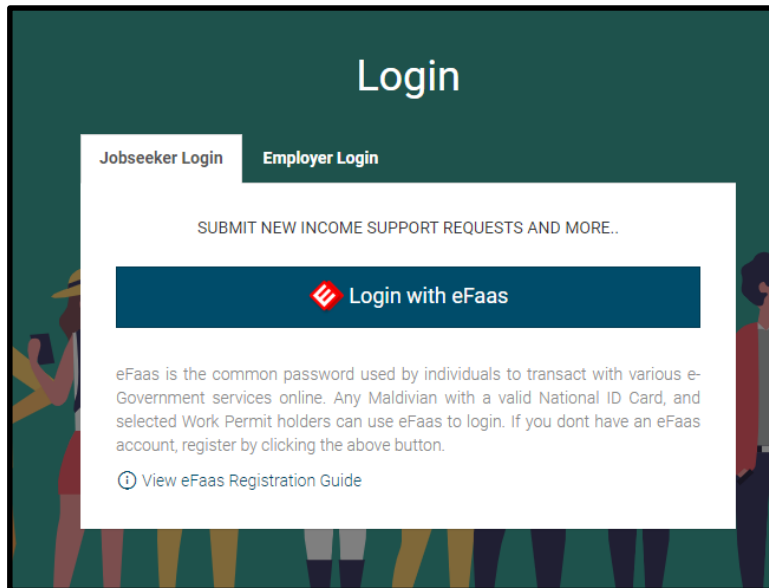 Login
Jobseeker Login
Employer Login
SUBMIT NEW INCOME SUPPORT REQUESTS AND MORE..
Login with eFaas
eFaas is the common password used by individuals to transact with various e-
Government services online. Any Maldivian with a valid National ID Card, and
selected Work Permit holders can use eFaas to login. If you dont have an eFaas
account, register by clicking the above button.
View eFaas Registration Guide